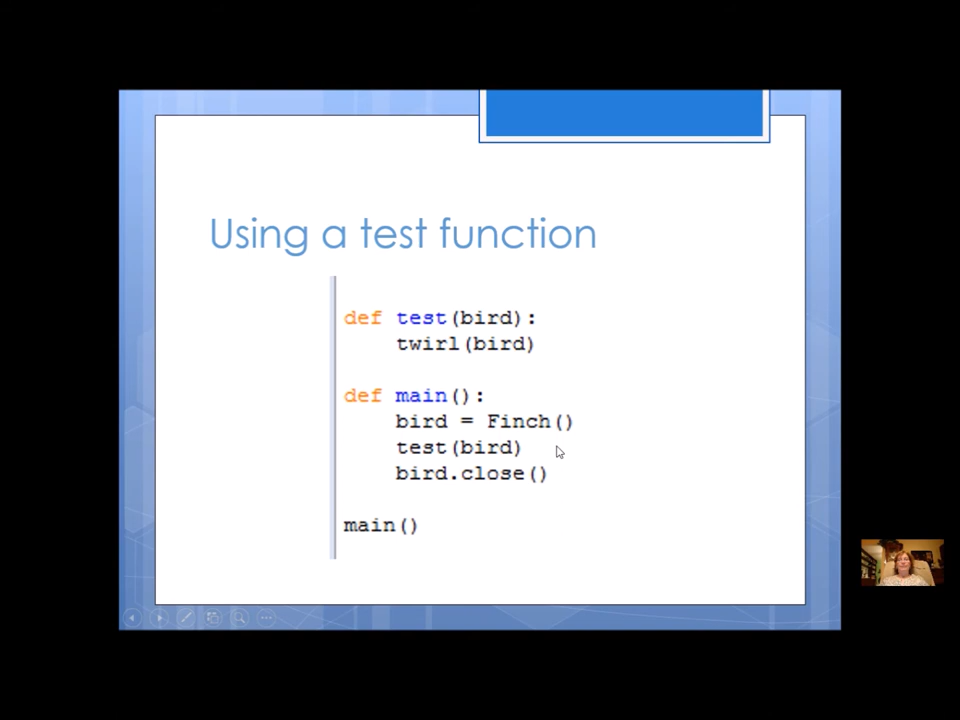 Using a test function
def test(bird):
    twirl(bird)
def main():
    bird = Finch()
    test(bird)
    bird.close()
main()